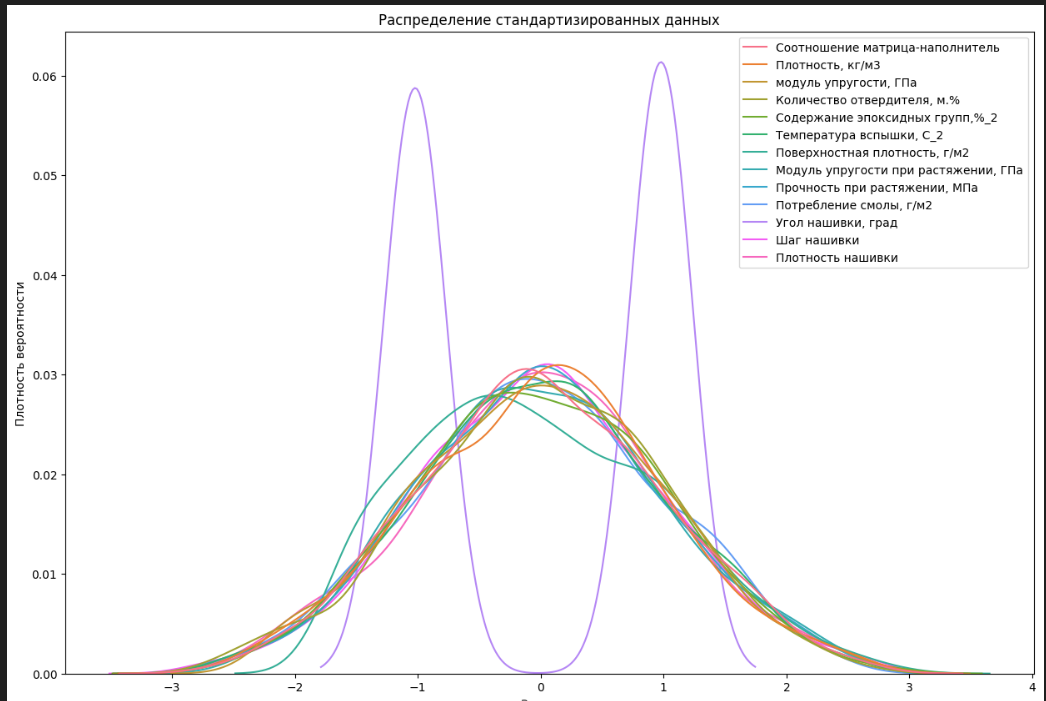 Распределение стандартизированных данных
Плотность вероятности
0.06
0.05
0.04
0.03
0.02
0.01
0.00
−3 −2 −1 0 1 2 3 4
Соотношение матрица-наполнитель
Плотность, кг/м3
модуль упругости, ГПа
Количество отвердителя, м.%
Содержание эпоксидных групп,%_2
Температура вспышки, С_2
Поверхностная плотность, г/м2
Модуль упругости при растяжении, ГПа
Прочность при растяжении, МПа
Потребление смолы, г/м2
Угол нашивки, град
Шаг нашивки
Плотность нашивки